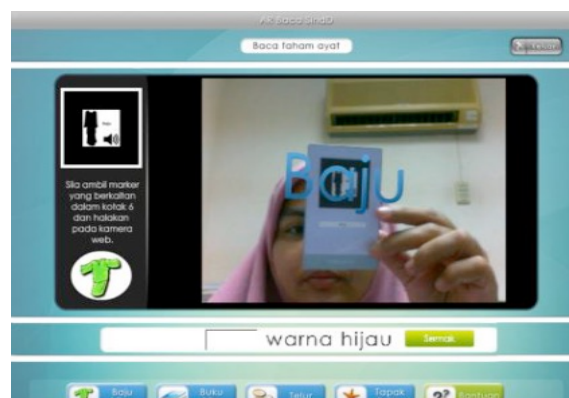 AR Baca SindD
Baca faham ayat
Keluar
Sila ambil marker
yang berkaitan
dalam kotak 6
dan halakan
pada kamera
web.
Baju
warna hijau
Semak
Baju
Buku
Telur
Tapak
Bantuan